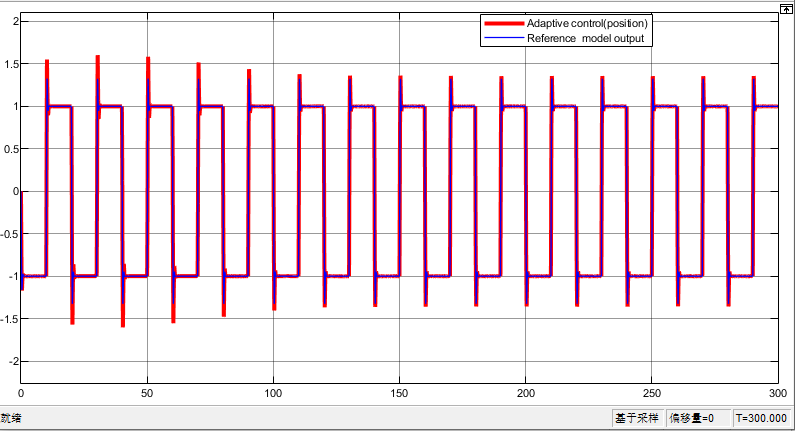 Adaptive control(position)
Reference model output
2
1.5
1
0.5
0
-0.5
-1
-1.5
-2
0 50 100 150 200 250 300
就绪 基于采样 偏移量=0 T=300.000